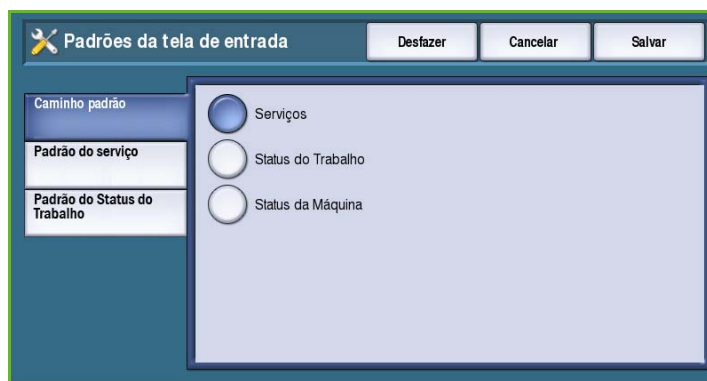 Padrões da tela de entrada
Desfazer
Cancelar
Salvar
Caminho padrão
Padrão do serviço
Padrão do Status do
Trabalho
Serviços
Status do Trabalho
Status da Máquina